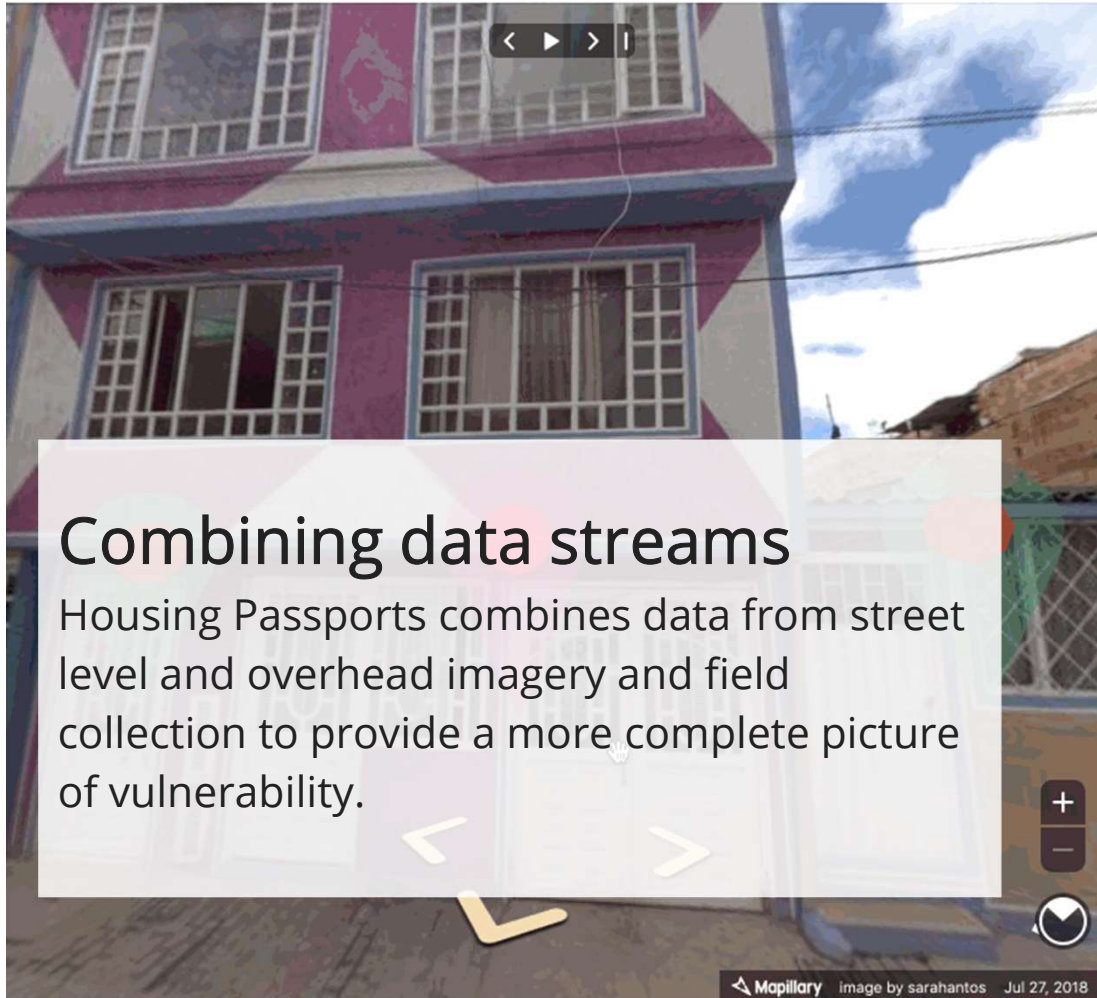 Combining data streams
Housing Passports combines data from street
level and overhead imagery and field
collection to provide a more complete picture
of vulnerability.
Mapillary image by sarahantos Jul 27, 2018